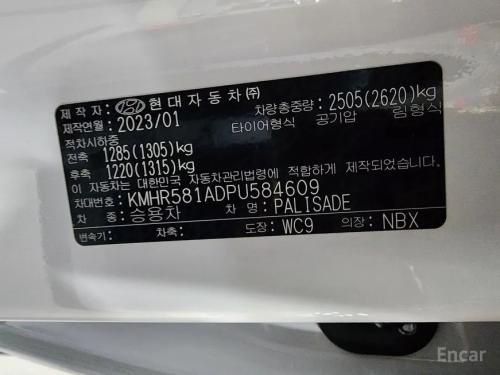 제 작 자: HYUNDAI 현대자동차㈜
제작연월: 2023/01 차량총중량: 2505(2620)kg
적차시하중 타이어형식 공기압 림형식
전축 1285(1305)kg
후축 1220(1315)kg
이 자동차는 대한민국 자동차관리법령에 적합하게 제작되었습니다.
차대번호: KMHR581ADPU584609
차 종: 승용차 차 명: PALISADE
변속기: 차축: 도장: WC9 의장: NBX
Encar